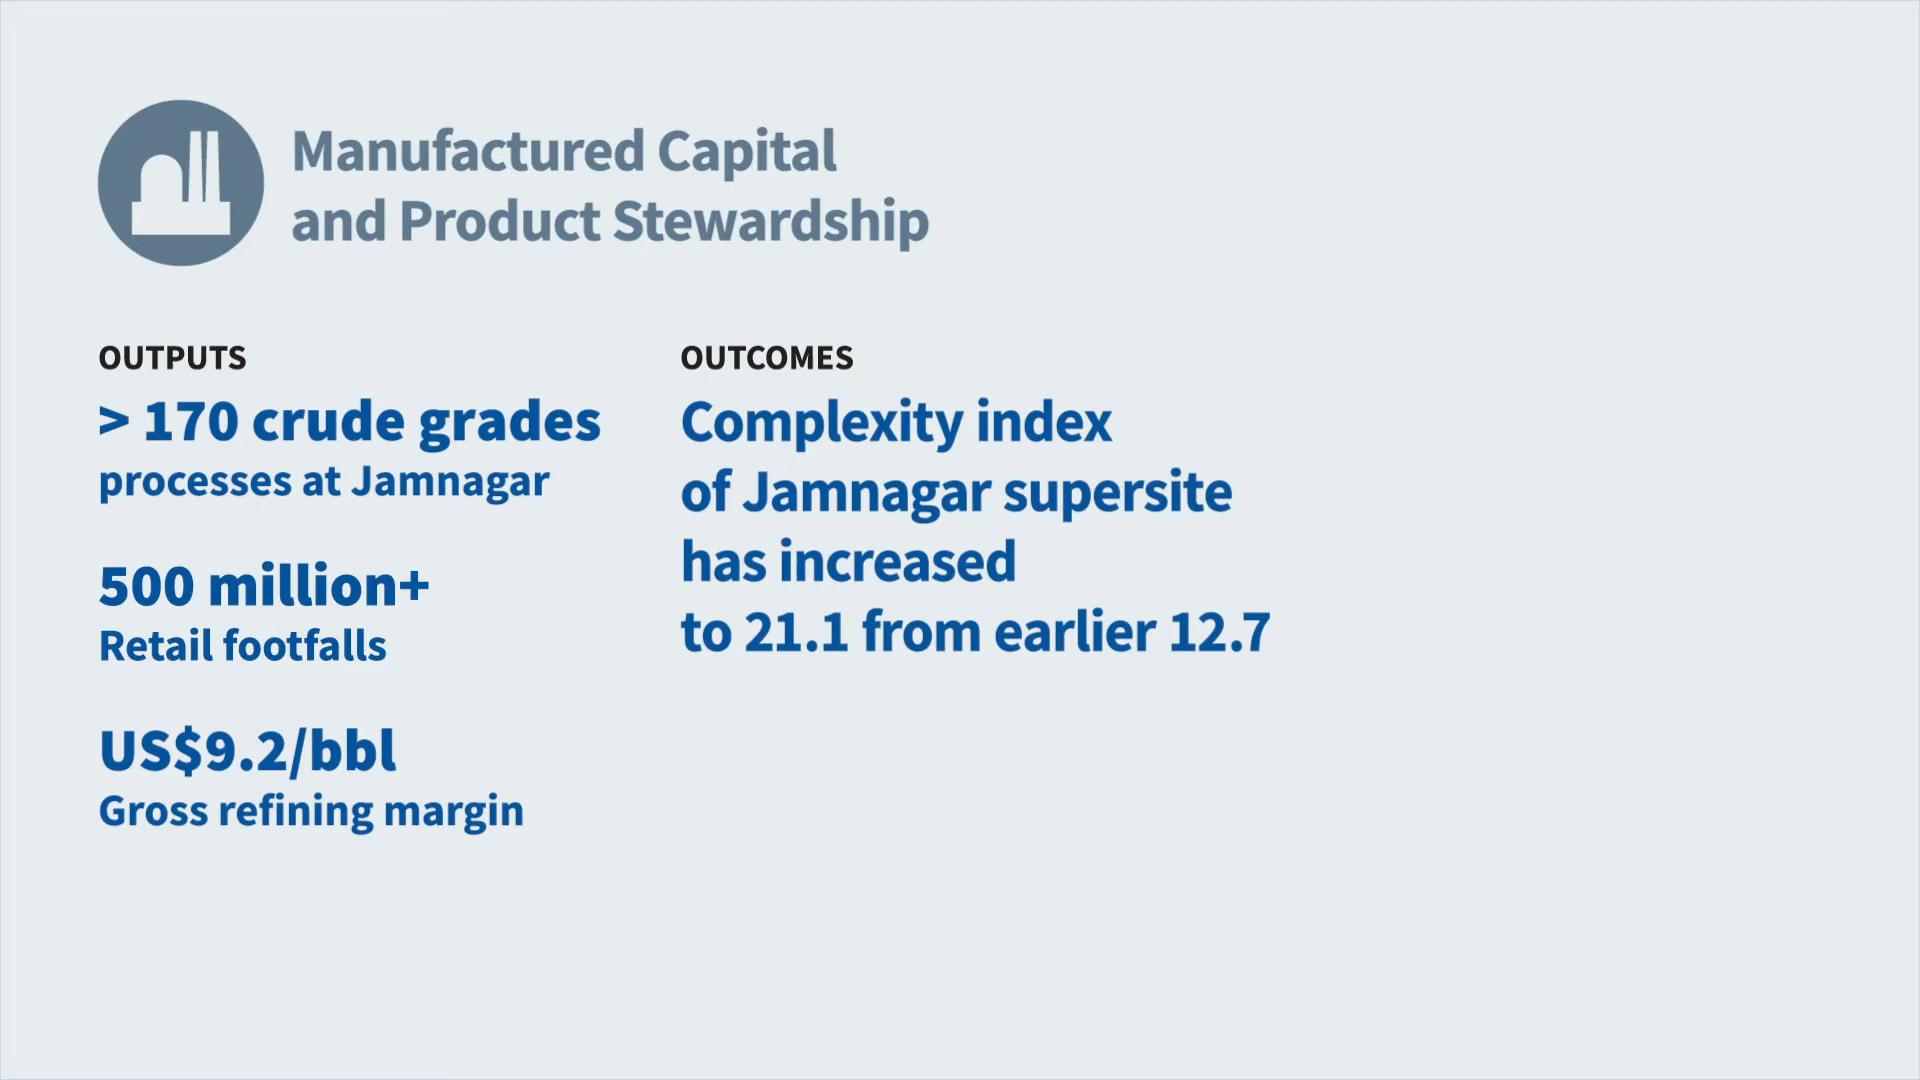 Manufactured Capital
and Product Stewardship
OUTPUTS
> 170 crude grades
processes at Jamnagar
500 million+
Retail footfalls
US$9.2/bbl
Gross refining margin
OUTCOMES
Complexity index
of Jamnagar supersite
has increased
to 21.1 from earlier 12.7